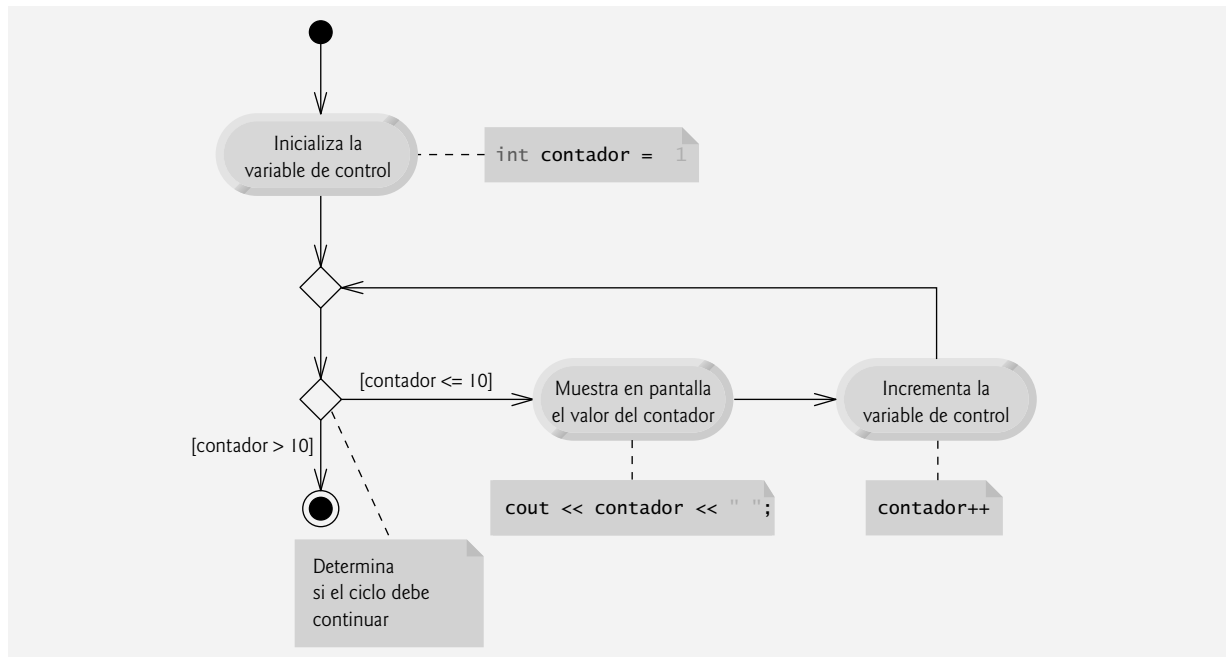 Inicializa la
variable de control
int contador = 1
[contador <= 10]
Muestra en pantalla
el valor del contador
Incrementa la
variable de control
[contador > 10]
cout << contador << " ";
contador++
Determina
si el ciclo debe
continuar